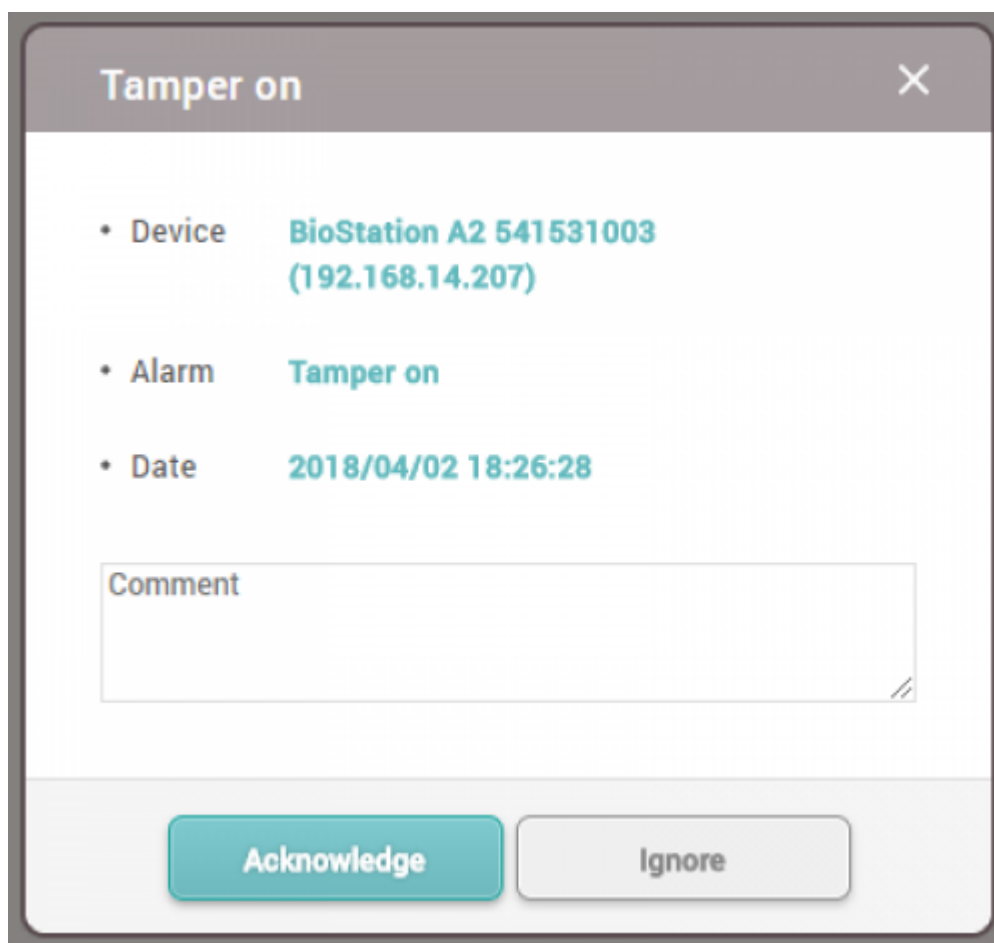 Tamper on
• Device BioStation A2 541531003
(192.168.14.207)
• Alarm Tamper on
• Date 2018/04/02 18:26:28
Comment
Acknowledge Ignore